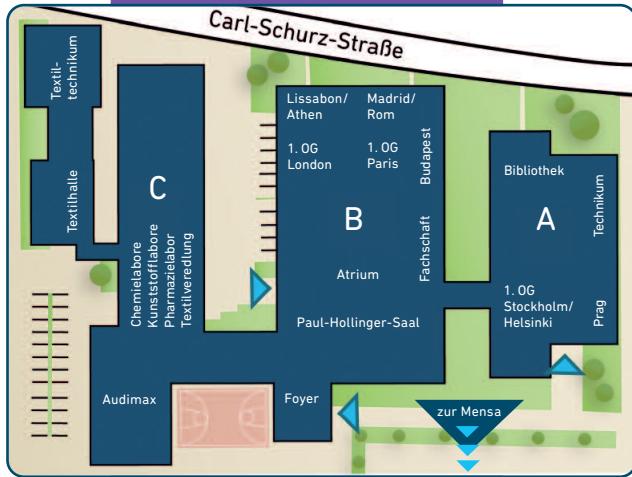 Carl-Schurz-Straße
Textil-
technikum
Textilhalle
C
Chemielabore
Kunststofflabore
Pharmazielabor
Textilveredlung
Audimax
Lissabon/
Athen
Madrid/
Rom
1. OG
London
1. OG
Paris
Budapest
B
Fachschaft
Atrium
Paul-Hollinger-Saal
Foyer
Bibliothek
A
Technikum
1. OG
Stockholm/
Helsinki
Prag
zur Mensa